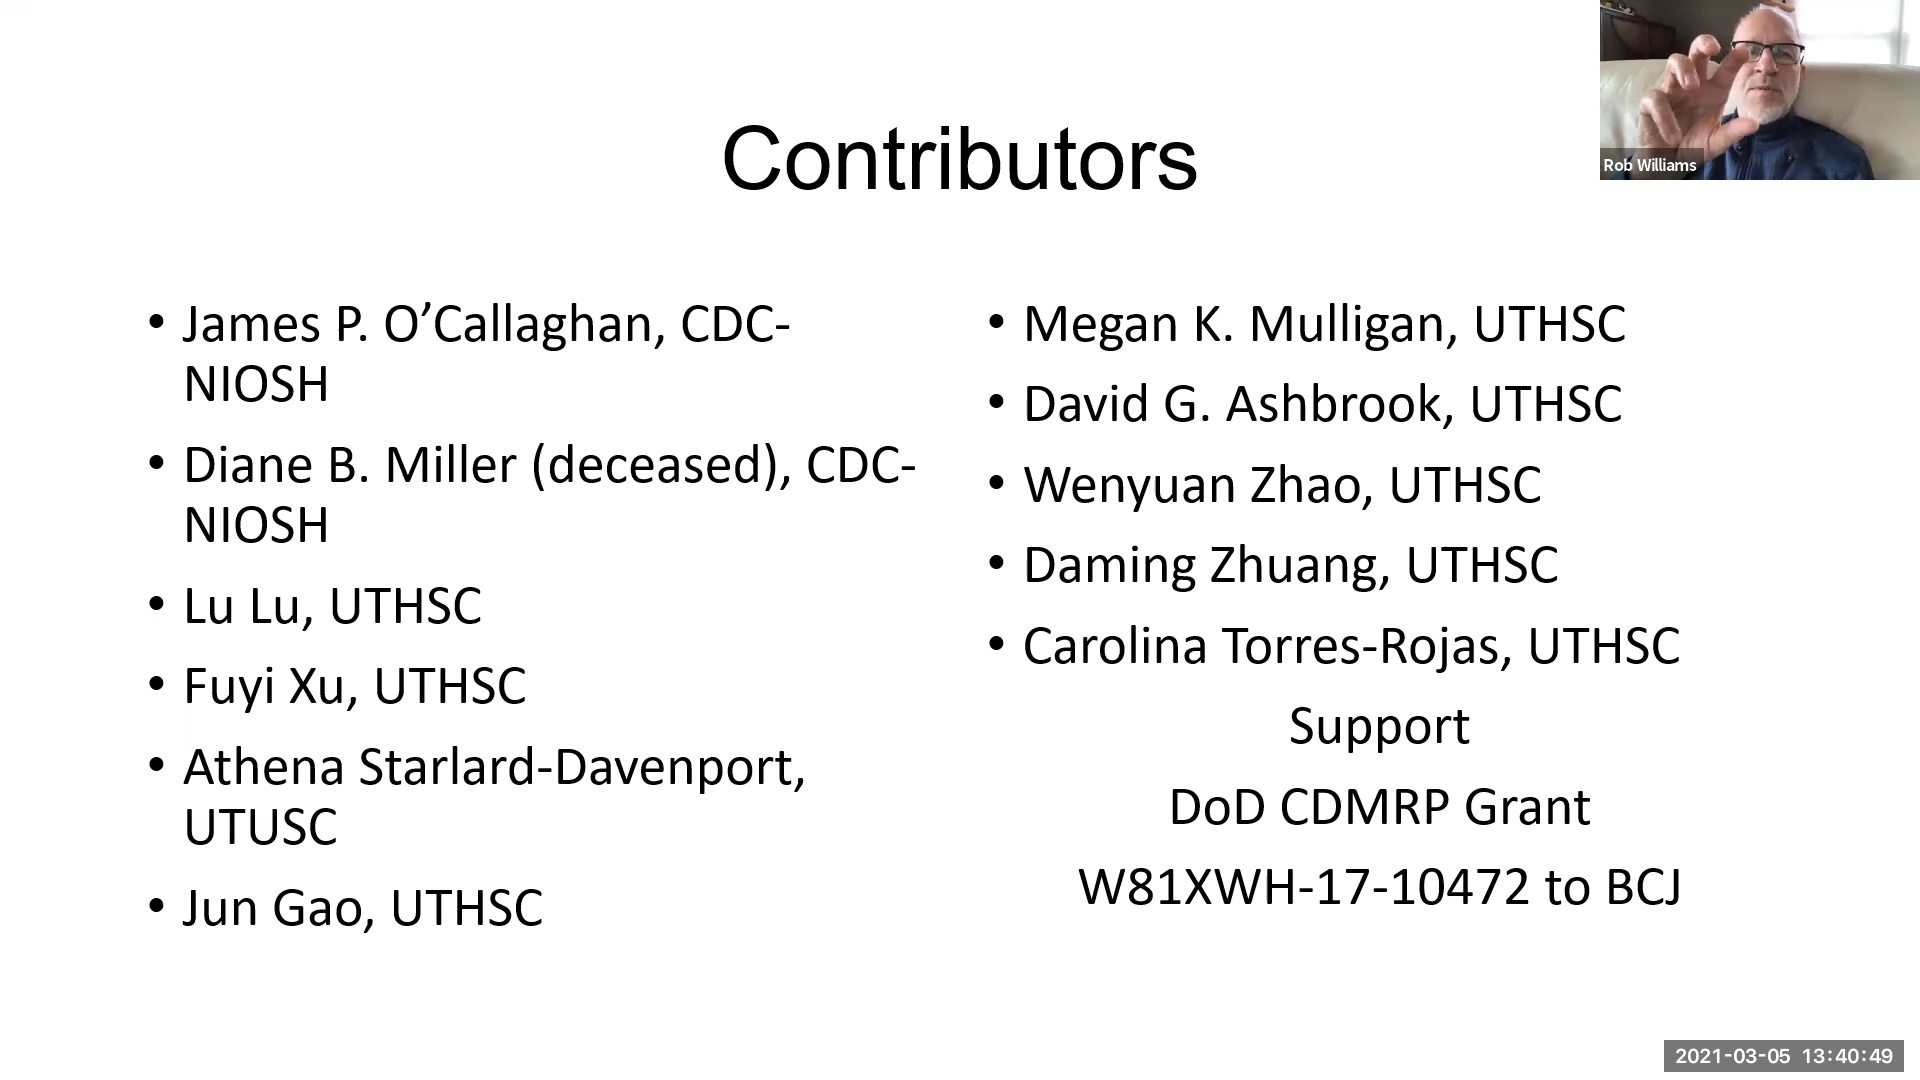 Contributors
Rob Williams
• James P. O’Callaghan, CDC-
NIOSH
• Diane B. Miller (deceased), CDC-
NIOSH
• Lu Lu, UTHSC
• Fuyi Xu, UTHSC
• Athena Starlard-Davenport,
UTUSC
• Jun Gao, UTHSC
• Megan K. Mulligan, UTHSC
• David G. Ashbrook, UTHSC
• Wenyuan Zhao, UTHSC
• Daming Zhuang, UTHSC
• Carolina Torres-Rojas, UTHSC
Support
DoD CDMRP Grant
W81XWH-17-10472 to BCJ
2021-03-05 13:40:49